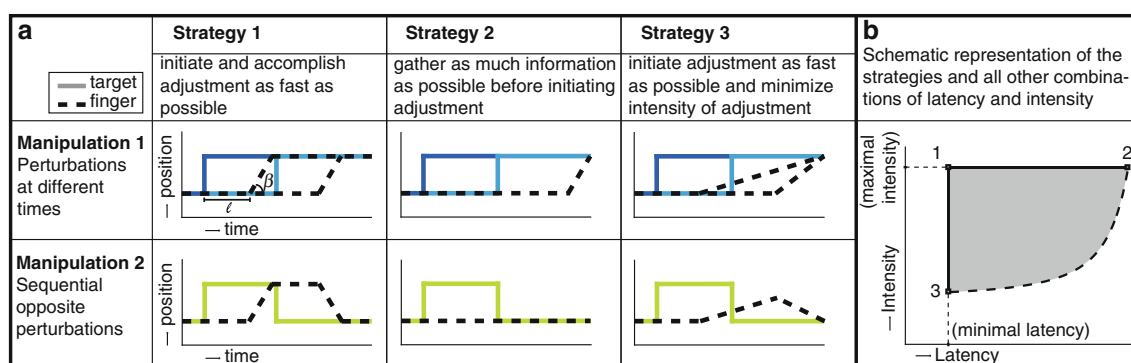 a
Strategy 1
Strategy 2
Strategy 3
target
finger
initiate and accomplish
adjustment as fast as
possible
gather as much information
as possible before initiating
adjustment
initiate adjustment as fast
as possible and minimize
intensity of adjustment
Manipulation 1
Perturbations
at different
times
— position
β
ℓ
— time
Manipulation 2
Sequential
opposite
perturbations
— position
— time
b
Schematic representation of the
strategies and all other combina-
tions of latency and intensity
(maximal
intensity)
— Intensity
1
2
3
(minimal latency)
— Latency